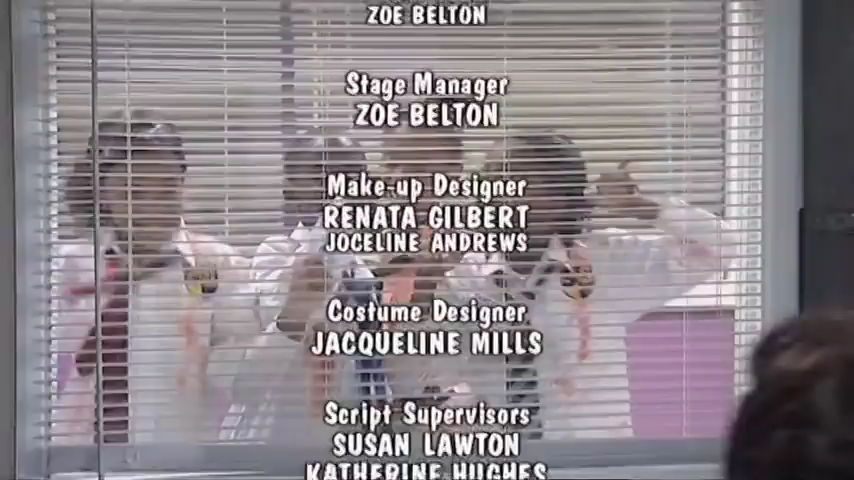 ZOE BELTON
Stage Manager
ZOE BELTON
Make-up Designer
RENATA GILBERT
JOCELINE ANDREWS
Costume Designer
JACQUELINE MILLS
Script Supervisors
SUSAN LAWTON
KATHERINE HUGHES